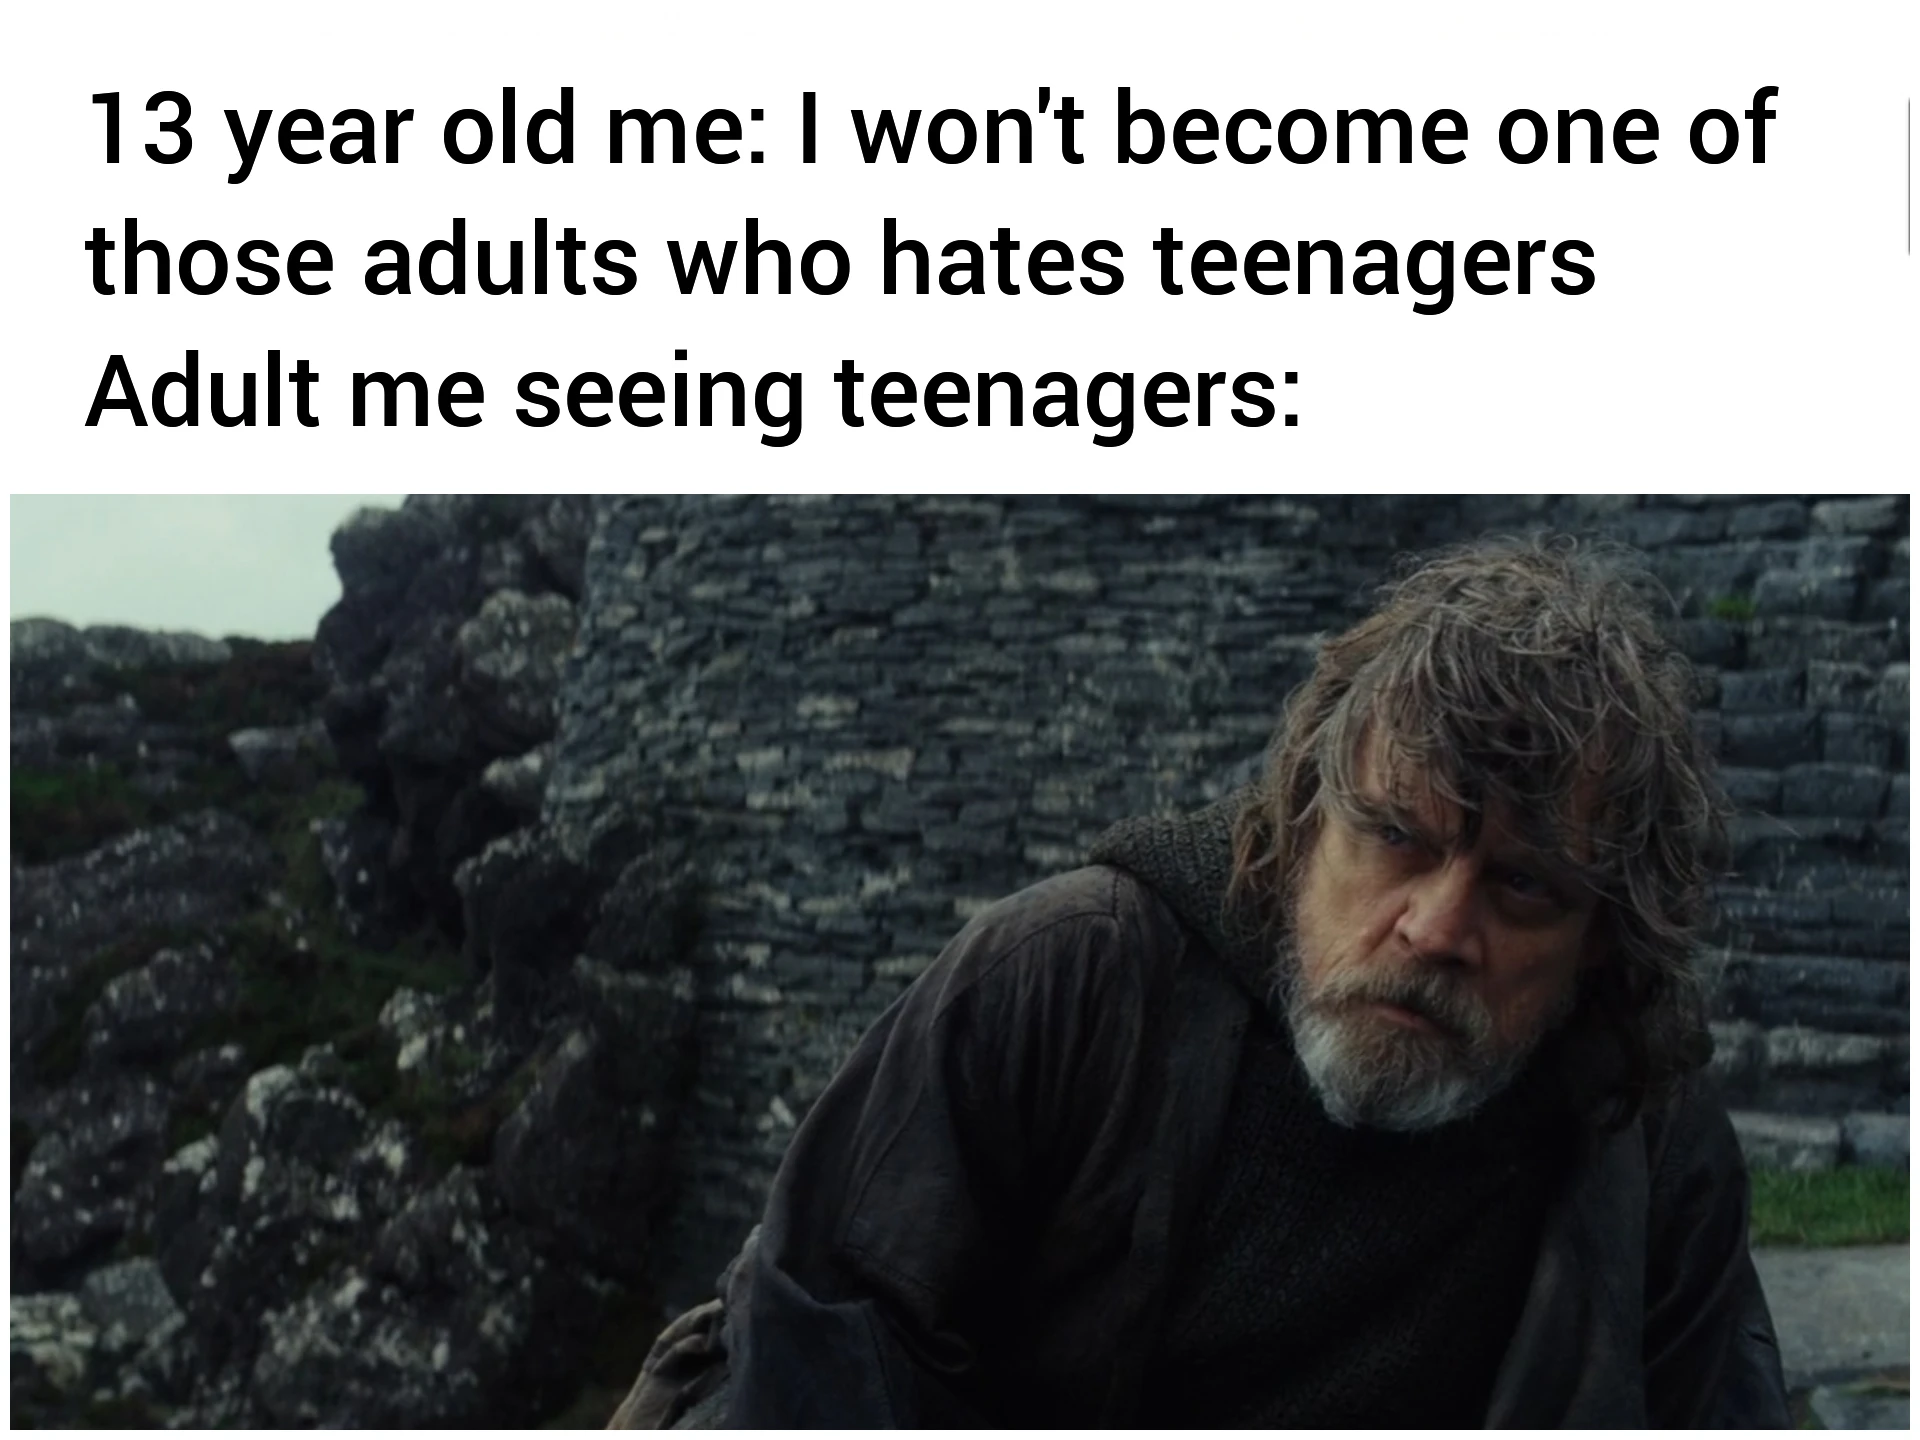 13 year old me: I won't become one of
those adults who hates teenagers
Adult me seeing teenagers: